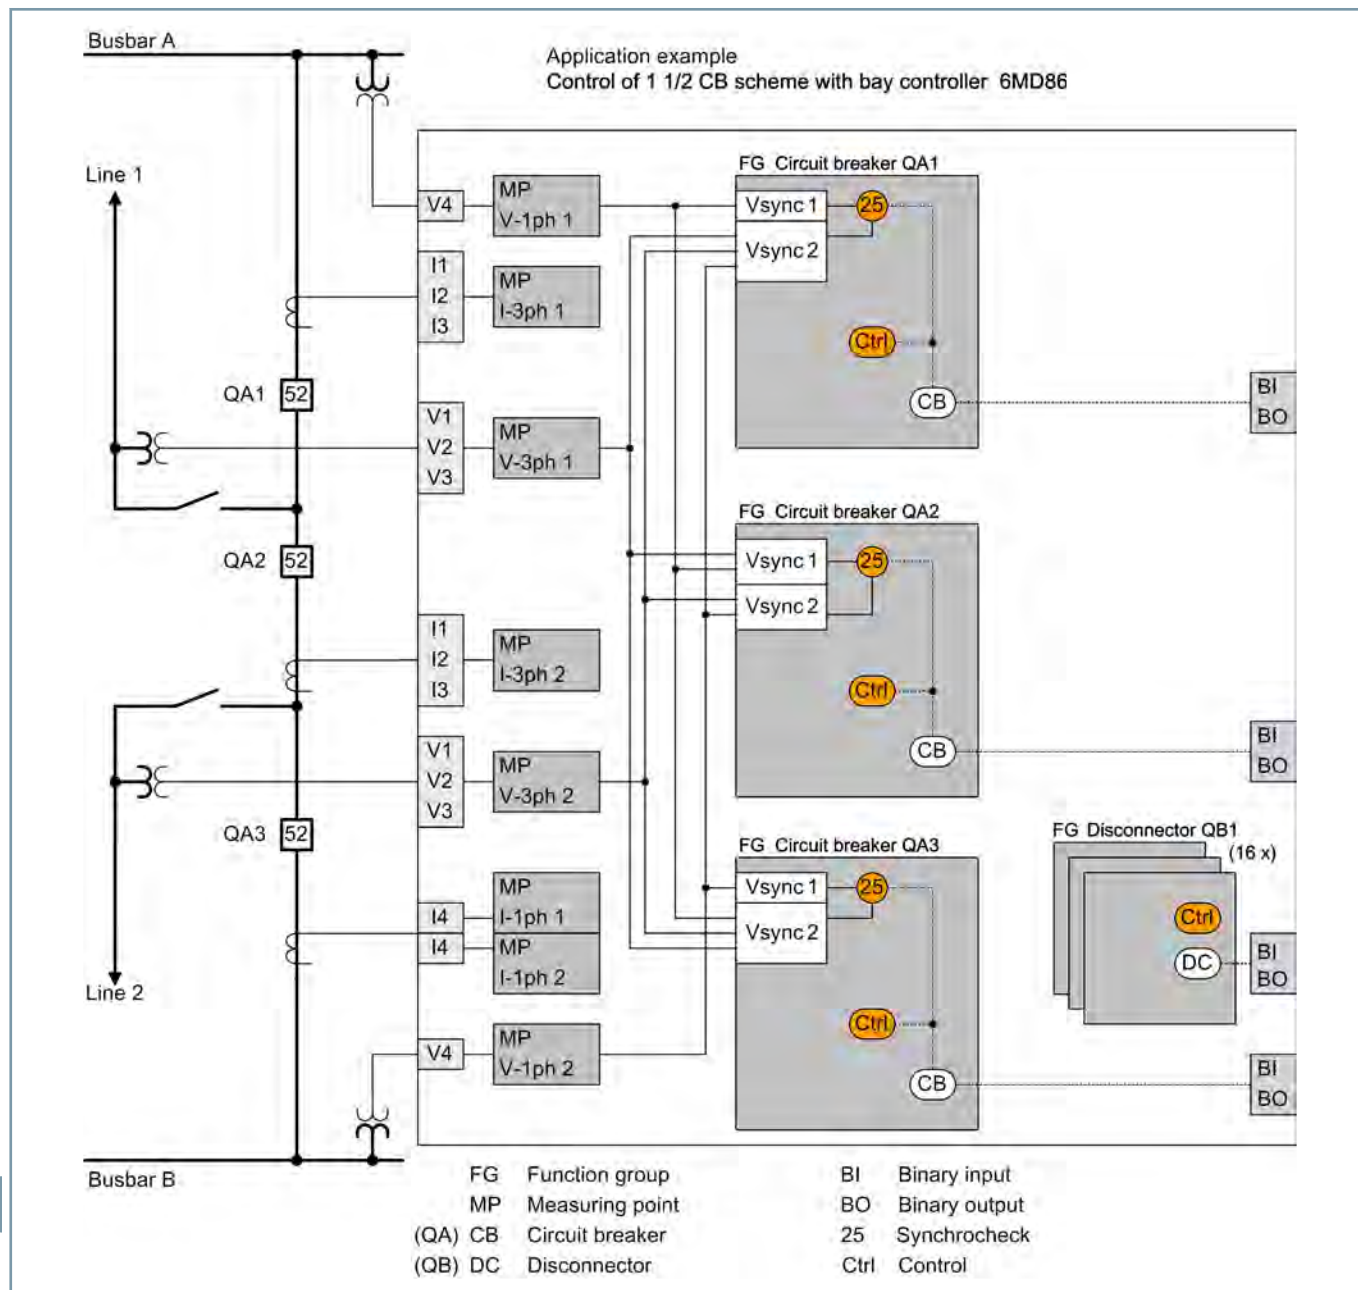 Busbar A
Application example
Control of 1 1/2 CB scheme with bay controller 6MD86
Line 1
FG Circuit breaker QA1
V4
MP
V-1ph 1
Vsync 1
25
Vsync 2
I1
I2
I3
MP
I-3ph 1
Ctrl
QA1
52
CB
BI
BO
V1
V2
V3
MP
V-3ph 1
FG Circuit breaker QA2
QA2
52
Vsync 1
25
Vsync 2
I1
I2
I3
MP
I-3ph 2
Ctrl
V1
V2
V3
MP
V-3ph 2
CB
BI
BO
QA3
52
FG Circuit breaker QA3
FG Disconnector QB1
(16 x)
MP
I-1ph 1
I4
I4
MP
I-1ph 2
Vsync 1
25
Vsync 2
Ctrl
DC
BI
BO
Line 2
V4
MP
V-1ph 2
Ctrl
CB
BI
BO
Busbar B
FG Function group
MP Measuring point
(QA) CB Circuit breaker
(QB) DC Disconnector
BI Binary input
BO Binary output
25 Synchrocheck
Ctrl Control